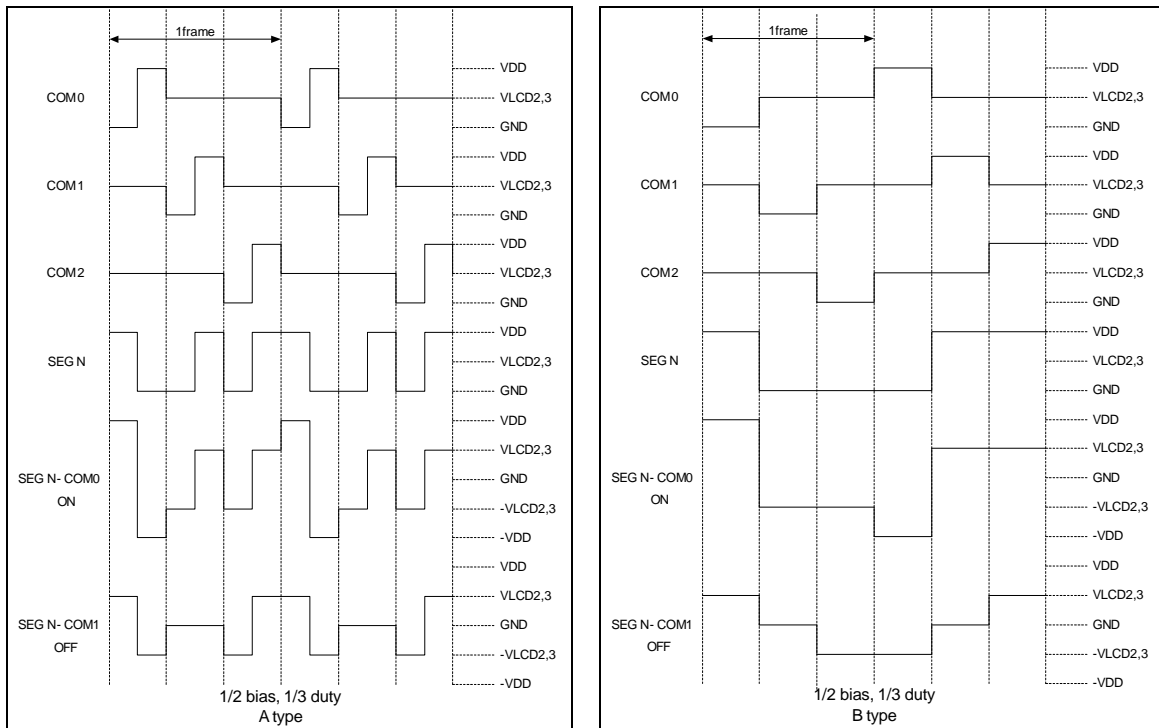 1frame
COM0
VDD
VLCD2,3
GND
COM1
VDD
VLCD2,3
GND
COM2
VDD
VLCD2,3
GND
SEG N
VDD
VLCD2,3
GND
SEG N- COM0
ON
VDD
VLCD2,3
GND
-VLCD2,3
-VDD
SEG N- COM1
OFF
VDD
VLCD2,3
GND
-VLCD2,3
-VDD
1/2 bias, 1/3 duty
A type
1frame
COM0
VDD
VLCD2,3
GND
COM1
VDD
VLCD2,3
GND
COM2
VDD
VLCD2,3
GND
SEG N
VDD
VLCD2,3
GND
SEG N- COM0
ON
VDD
VLCD2,3
GND
-VLCD2,3
-VDD
SEG N- COM1
OFF
VDD
VLCD2,3
GND
-VLCD2,3
-VDD
1/2 bias, 1/3 duty
B type